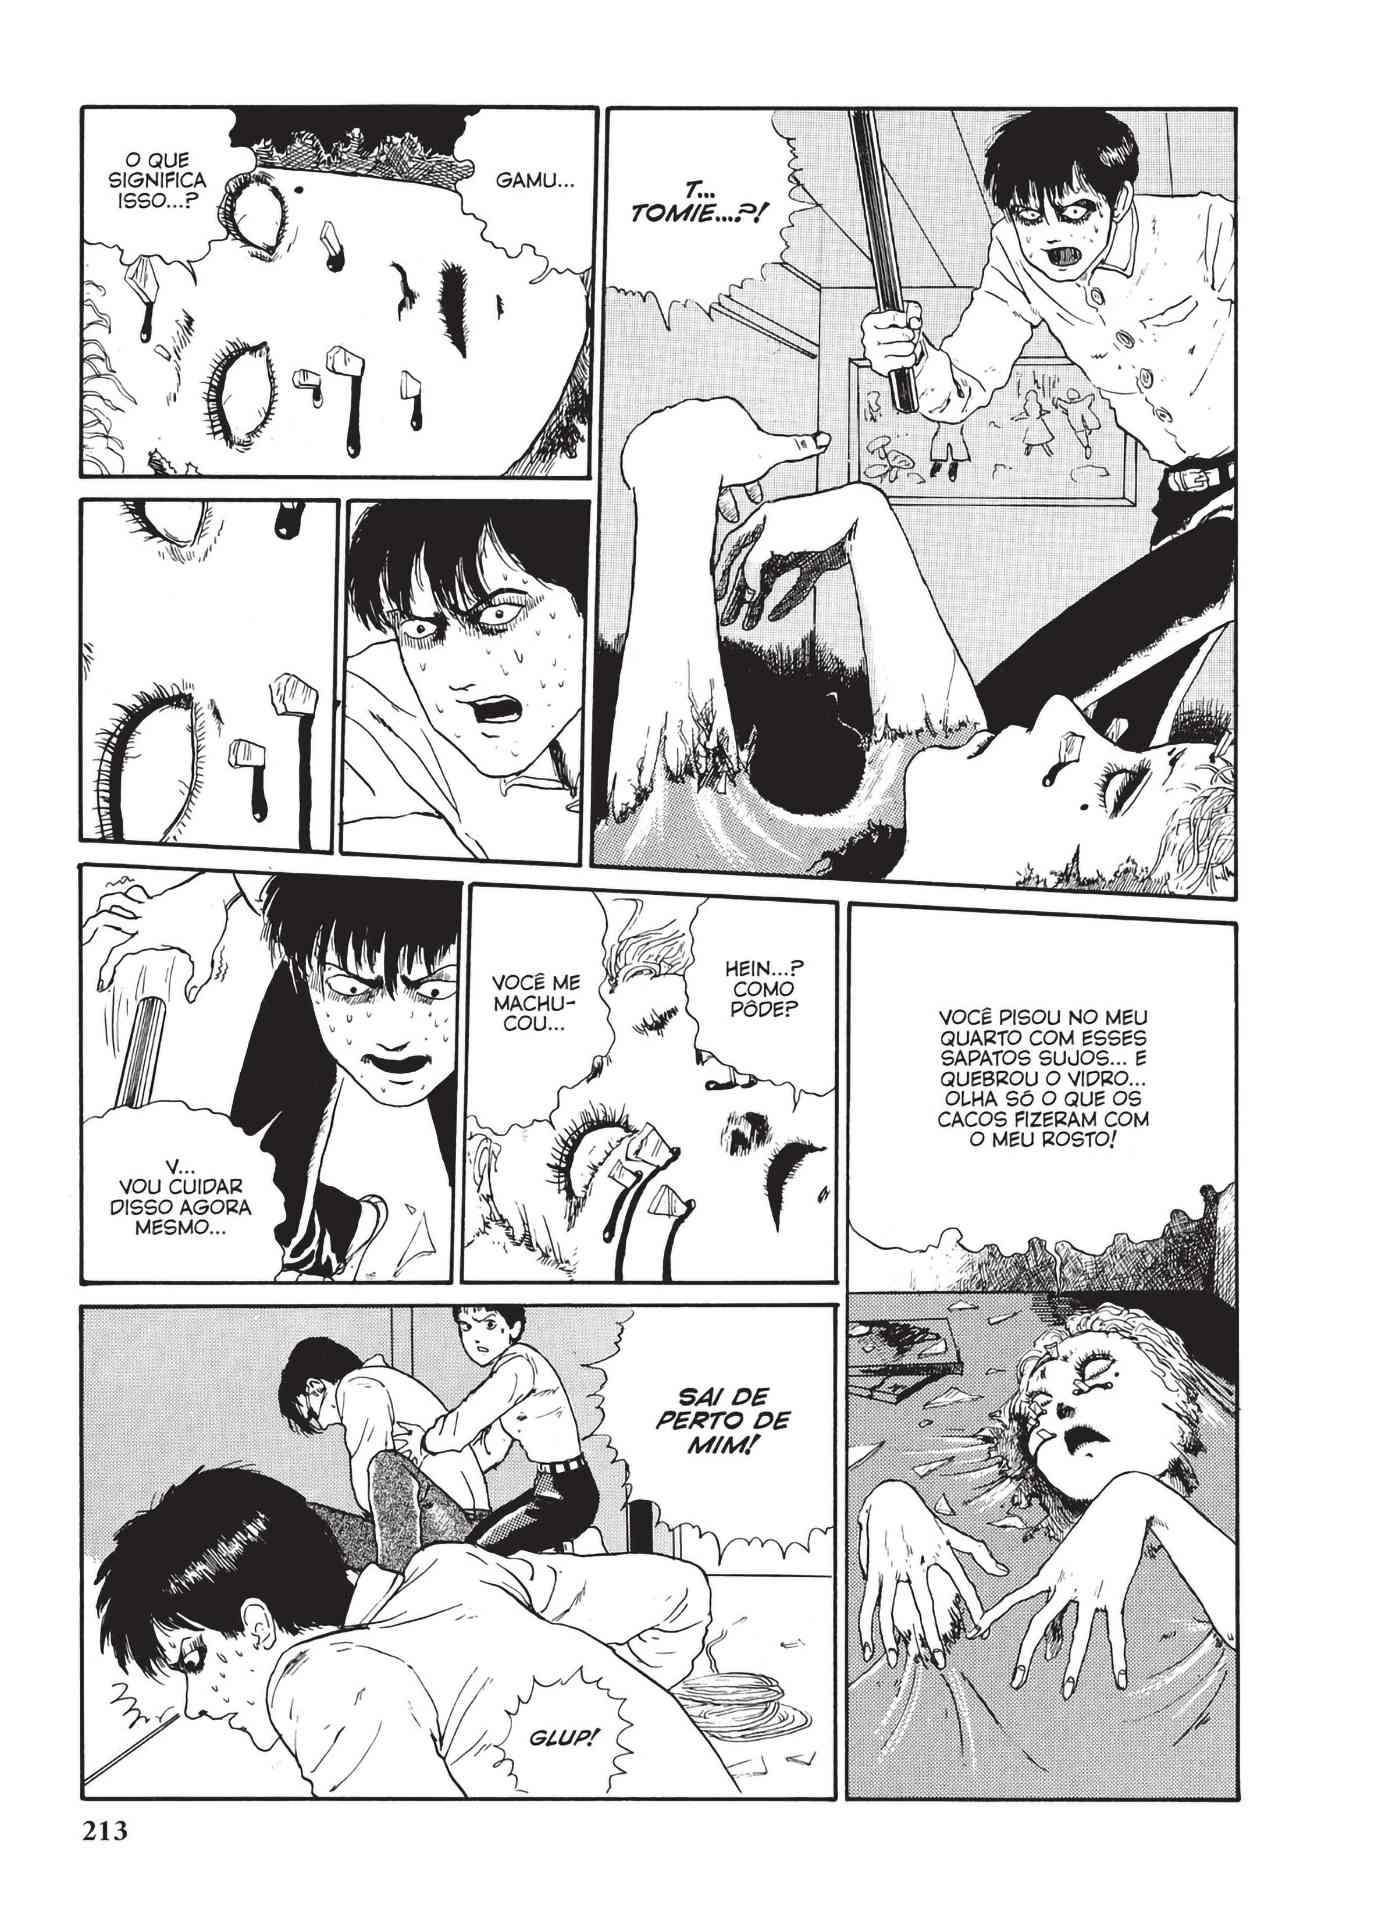 T...
TOMIE...?!
GAMU...
O QUE
SIGNIFICA
ISSO...?
VOCÊ PISOU NO MEU
QUARTO COM ESSES
SAPATOS SUJOS... E
QUEBROU O VIDRO...
OLHA SÓ O QUE OS
CACOS FIZERAM COM
O MEU ROSTO!
HEIN...?
COMO
PÔDE?
VOCÊ ME
MACHU-
COU...
V...
VOU CUIDAR
DISSO AGORA
MESMO...
SAI DE
PERTO DE
MIM!
GLUP!
213